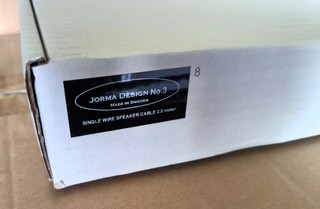 8
JORMA DESIGN No.3
MADE IN SWEDEN
SINGLE WIRE SPEAKER CABLE 2.5 meter